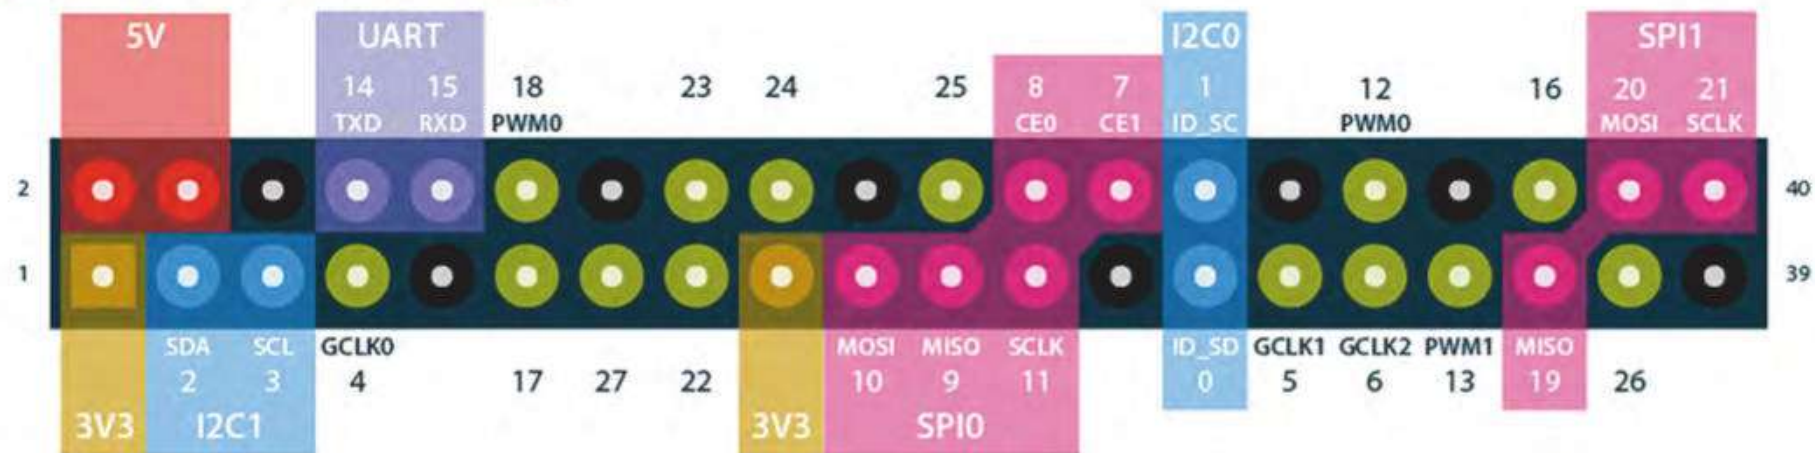 5V UART I2C0 SPI1
14 15 18 23 24 25 8 7 1 12 16 20 21
TXD RXD PWM0 CE0 CE1 ID_SC PWM0 MOSI SCLK
2 40
1 39
SDA SCL GCLK0 MOSI MISO SCLK ID_SD GCLK1 GCLK2 PWM1 MISO
2 3 4 17 27 22 10 9 11 0 5 6 13 19 26
3V3 I2C1 3V3 SPI0